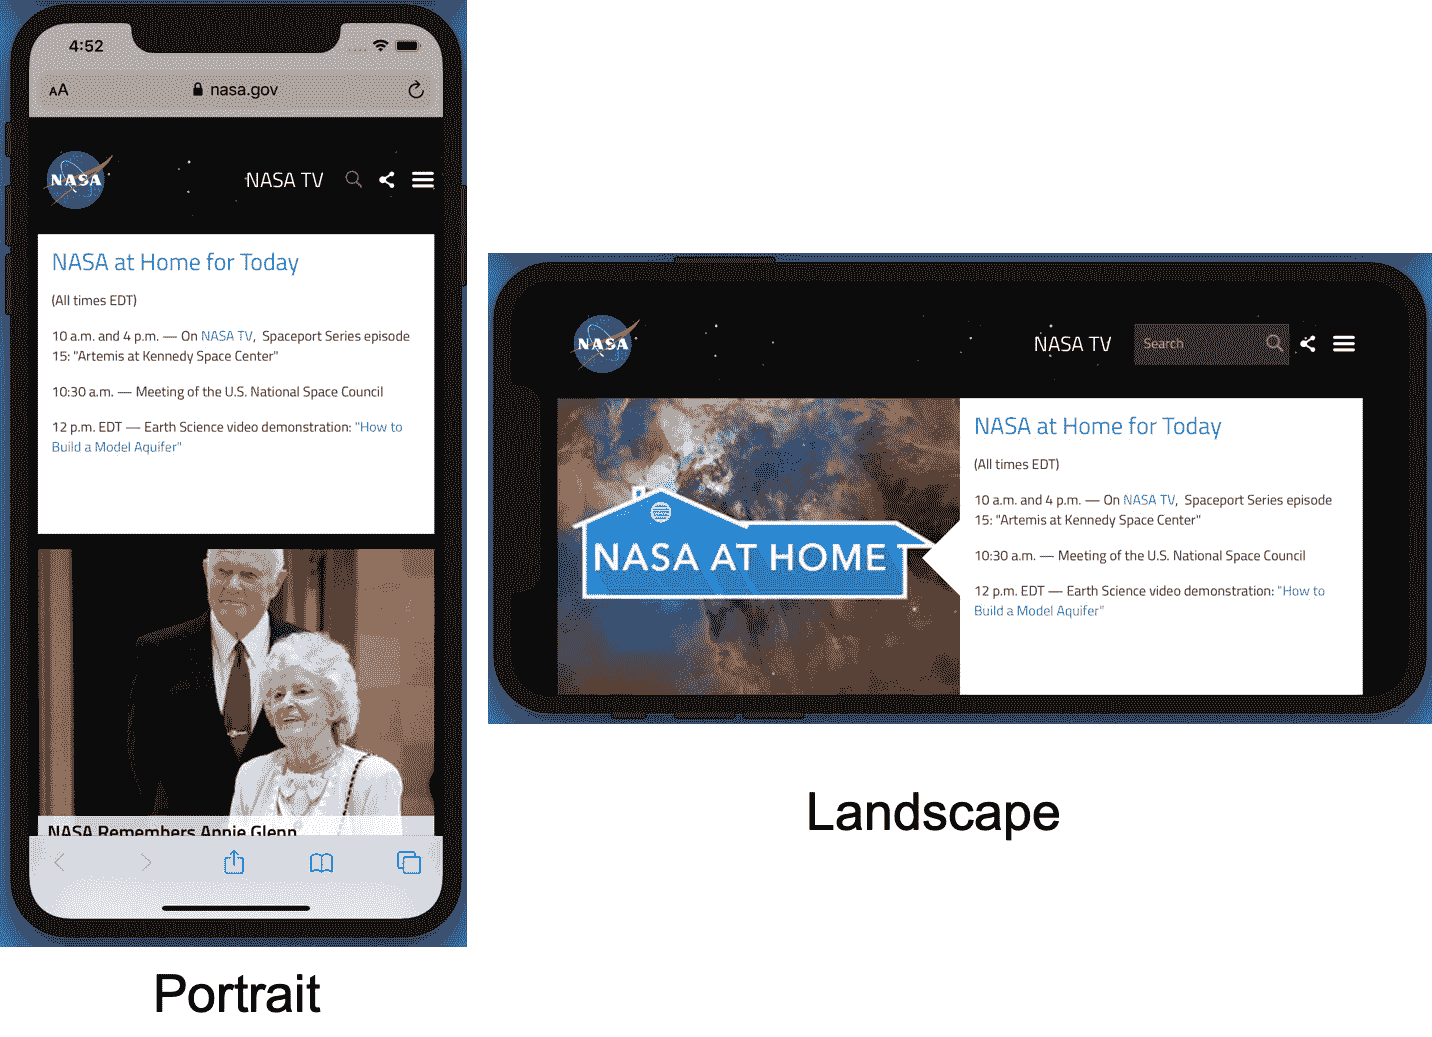 4:52
AA nasa.gov
NASA NASA TV
NASA at Home for Today
(All times EDT)
10 a.m. and 4 p.m. — On NASA TV, Spaceport Series episode
15: "Artemis at Kennedy Space Center"
10:30 a.m. — Meeting of the U.S. National Space Council
12 p.m. EDT — Earth Science video demonstration: "How to
Build a Model Aquifer"
NASA Remembers Annie Glenn
Portrait
NASA NASA TV Search
NASA AT HOME
NASA at Home for Today
(All times EDT)
10 a.m. and 4 p.m. — On NASA TV, Spaceport Series episode
15: "Artemis at Kennedy Space Center"
10:30 a.m. — Meeting of the U.S. National Space Council
12 p.m. EDT — Earth Science video demonstration: "How to
Build a Model Aquifer"
Landscape